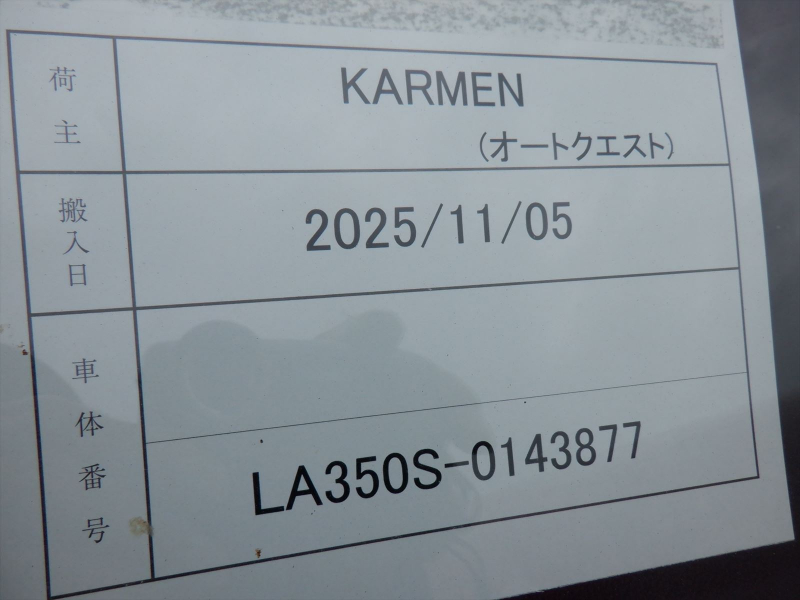 荷主
KARMEN
(オートクエスト)
搬入日
2025/11/05
車体番号
LA350S-0143877